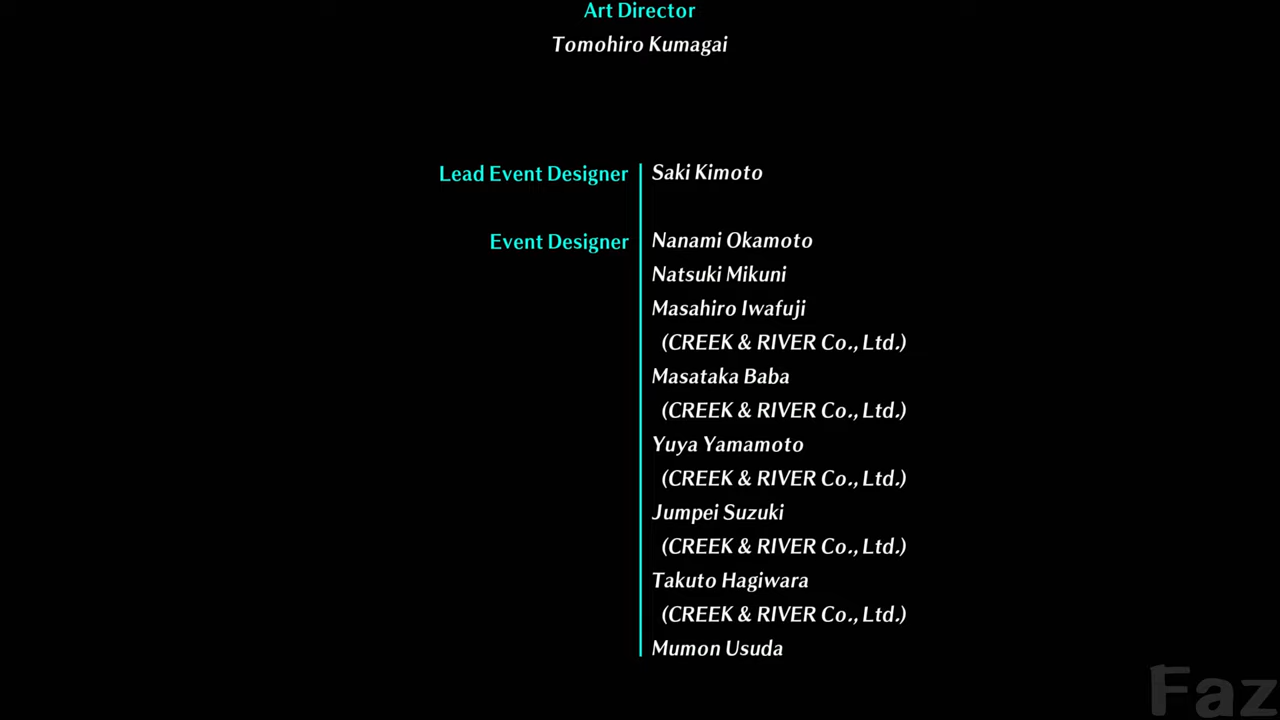 Art Director
Tomohiro Kumagai
Lead Event Designer Saki Kimoto
Event Designer Nanami Okamoto
Natsuki Mikuni
Masahiro Iwafuji
(CREEK & RIVER Co., Ltd.)
Masataka Baba
(CREEK & RIVER Co., Ltd.)
Yuya Yamamoto
(CREEK & RIVER Co., Ltd.)
Jumpei Suzuki
(CREEK & RIVER Co., Ltd.)
Takuto Hagiwara
(CREEK & RIVER Co., Ltd.)
Mumon Usuda
Faz